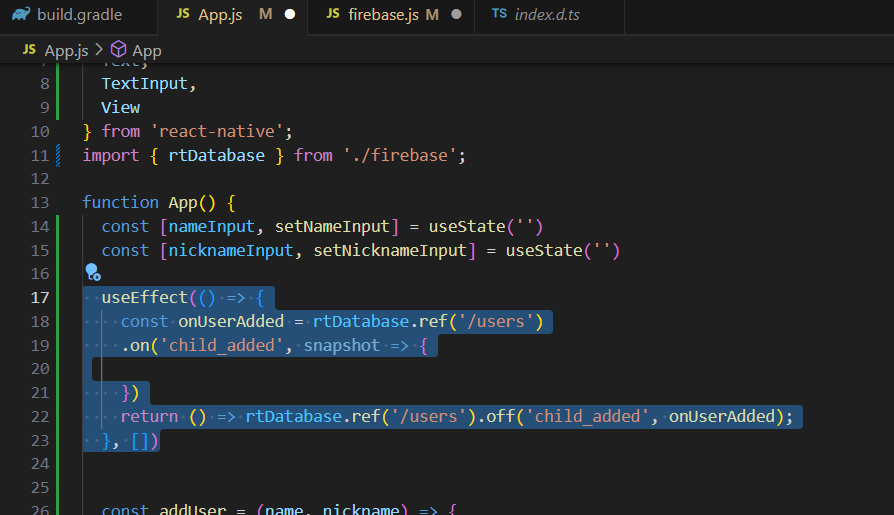 build.gradle JS App.js M JS firebase.js M TS index.d.ts
JS App.js > App
7 Text,
8 TextInput,
9 View
10 } from 'react-native';
11 import { rtDatabase } from './firebase';
12
13 function App() {
14 const [nameInput, setNameInput] = useState('')
15 const [nicknameInput, setNicknameInput] = useState('')
16
17 useEffect(() => {
18 const onUserAdded = rtDatabase.ref('/users')
19 .on('child_added', snapshot => {
20
21 })
22 return () => rtDatabase.ref('/users').off('child_added', onUserAdded);
23 }, [])
24
25
26 const addUser = (name, nickname) => {